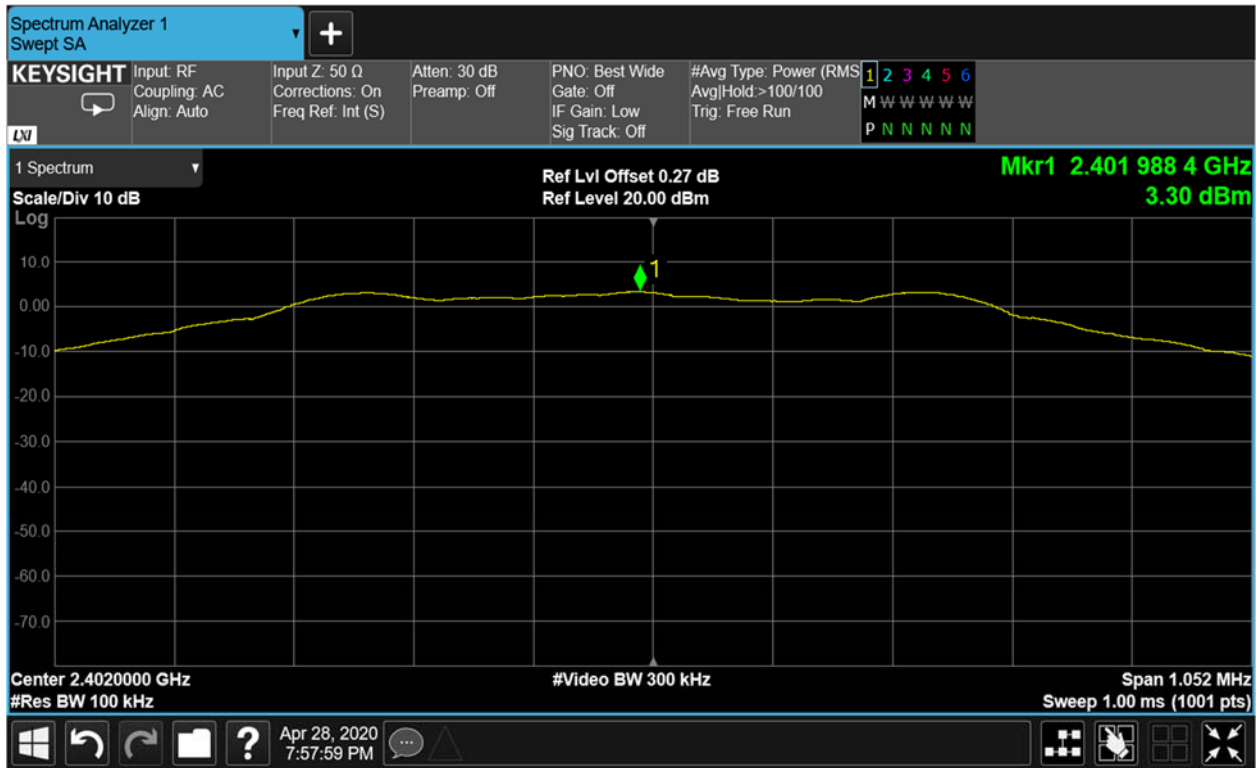 Spectrum Analyzer 1
Swept SA
KEYSIGHT
LXI
Input: RF
Coupling: AC
Align: Auto
Input Z: 50 Ω
Corrections: On
Freq Ref: Int (S)
Atten: 30 dB
Preamp: Off
PNO: Best Wide
Gate: Off
IF Gain: Low
Sig Track: Off
#Avg Type: Power (RMS
Avg|Hold:>100/100
Trig: Free Run
1 2 3 4 5 6
M W W W W W
P N N N N N
1 Spectrum
Scale/Div 10 dB
Ref Lvl Offset 0.27 dB
Ref Level 20.00 dBm
Mkr1 2.401 988 4 GHz
3.30 dBm
Log
10.0
0.00
-10.0
-20.0
-30.0
-40.0
-50.0
-60.0
-70.0
1
Center 2.4020000 GHz
#Res BW 100 kHz
#Video BW 300 kHz
Span 1.052 MHz
Sweep 1.00 ms (1001 pts)
?
Apr 28, 2020
7:57:59 PM